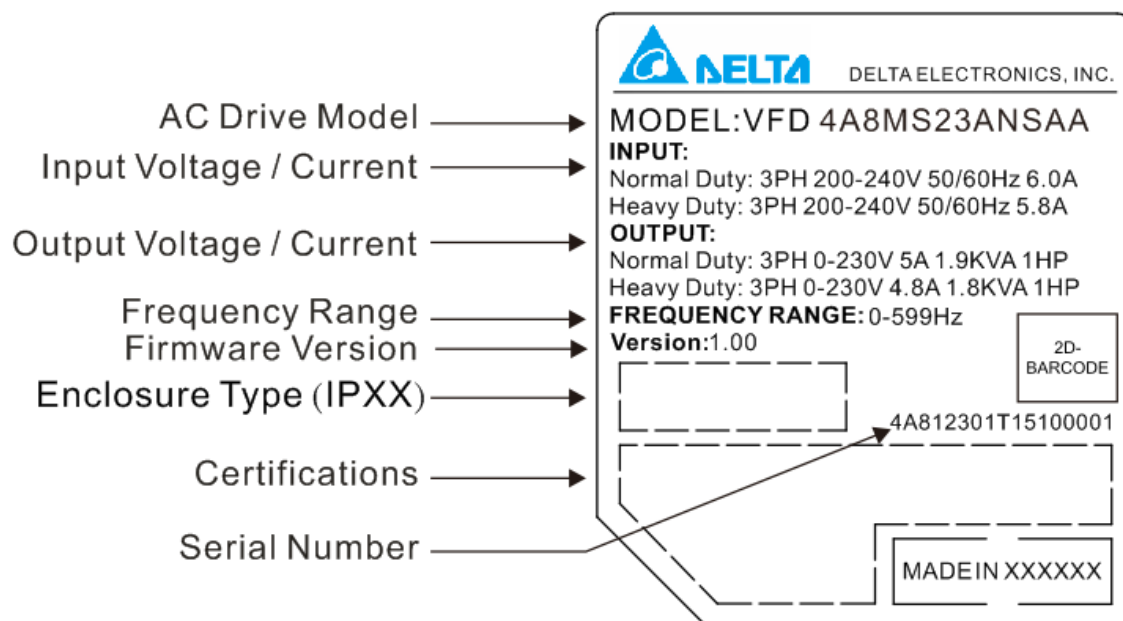 DELTA
DELTA ELECTRONICS, INC.
AC Drive Model
MODEL:VFD 4A8MS23ANSAA
Input Voltage / Current
INPUT:
Normal Duty: 3PH 200-240V 50/60Hz 6.0A
Heavy Duty: 3PH 200-240V 50/60Hz 5.8A
Output Voltage / Current
OUTPUT:
Normal Duty: 3PH 0-230V 5A 1.9KVA 1HP
Heavy Duty: 3PH 0-230V 4.8A 1.8KVA 1HP
Frequency Range
FREQUENCY RANGE: 0-599Hz
Firmware Version
Version:1.00
2D-
BARCODE
Enclosure Type (IPXX)
4A812301T15100001
Certifications
Serial Number
MADE IN XXXXXX